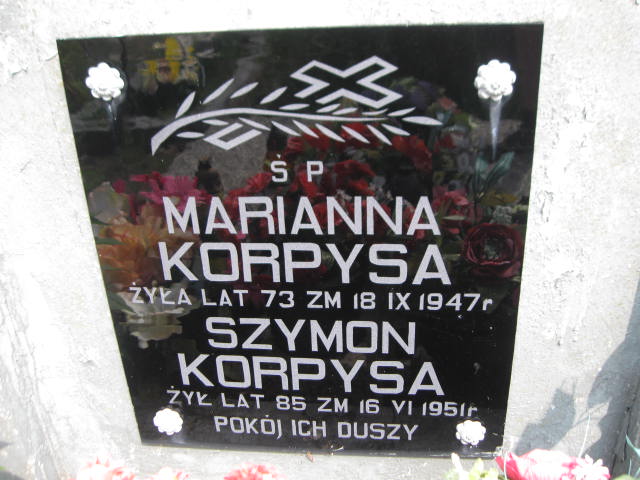 Ś P
MARIANNA
KORPYSA
ŻYŁA LAT 73 ZM 18 IX 1947r
SZYMON
KORPYSA
ŻYŁ LAT 85 ZM 16 VI 1951r
POKÓJ ICH DUSZY